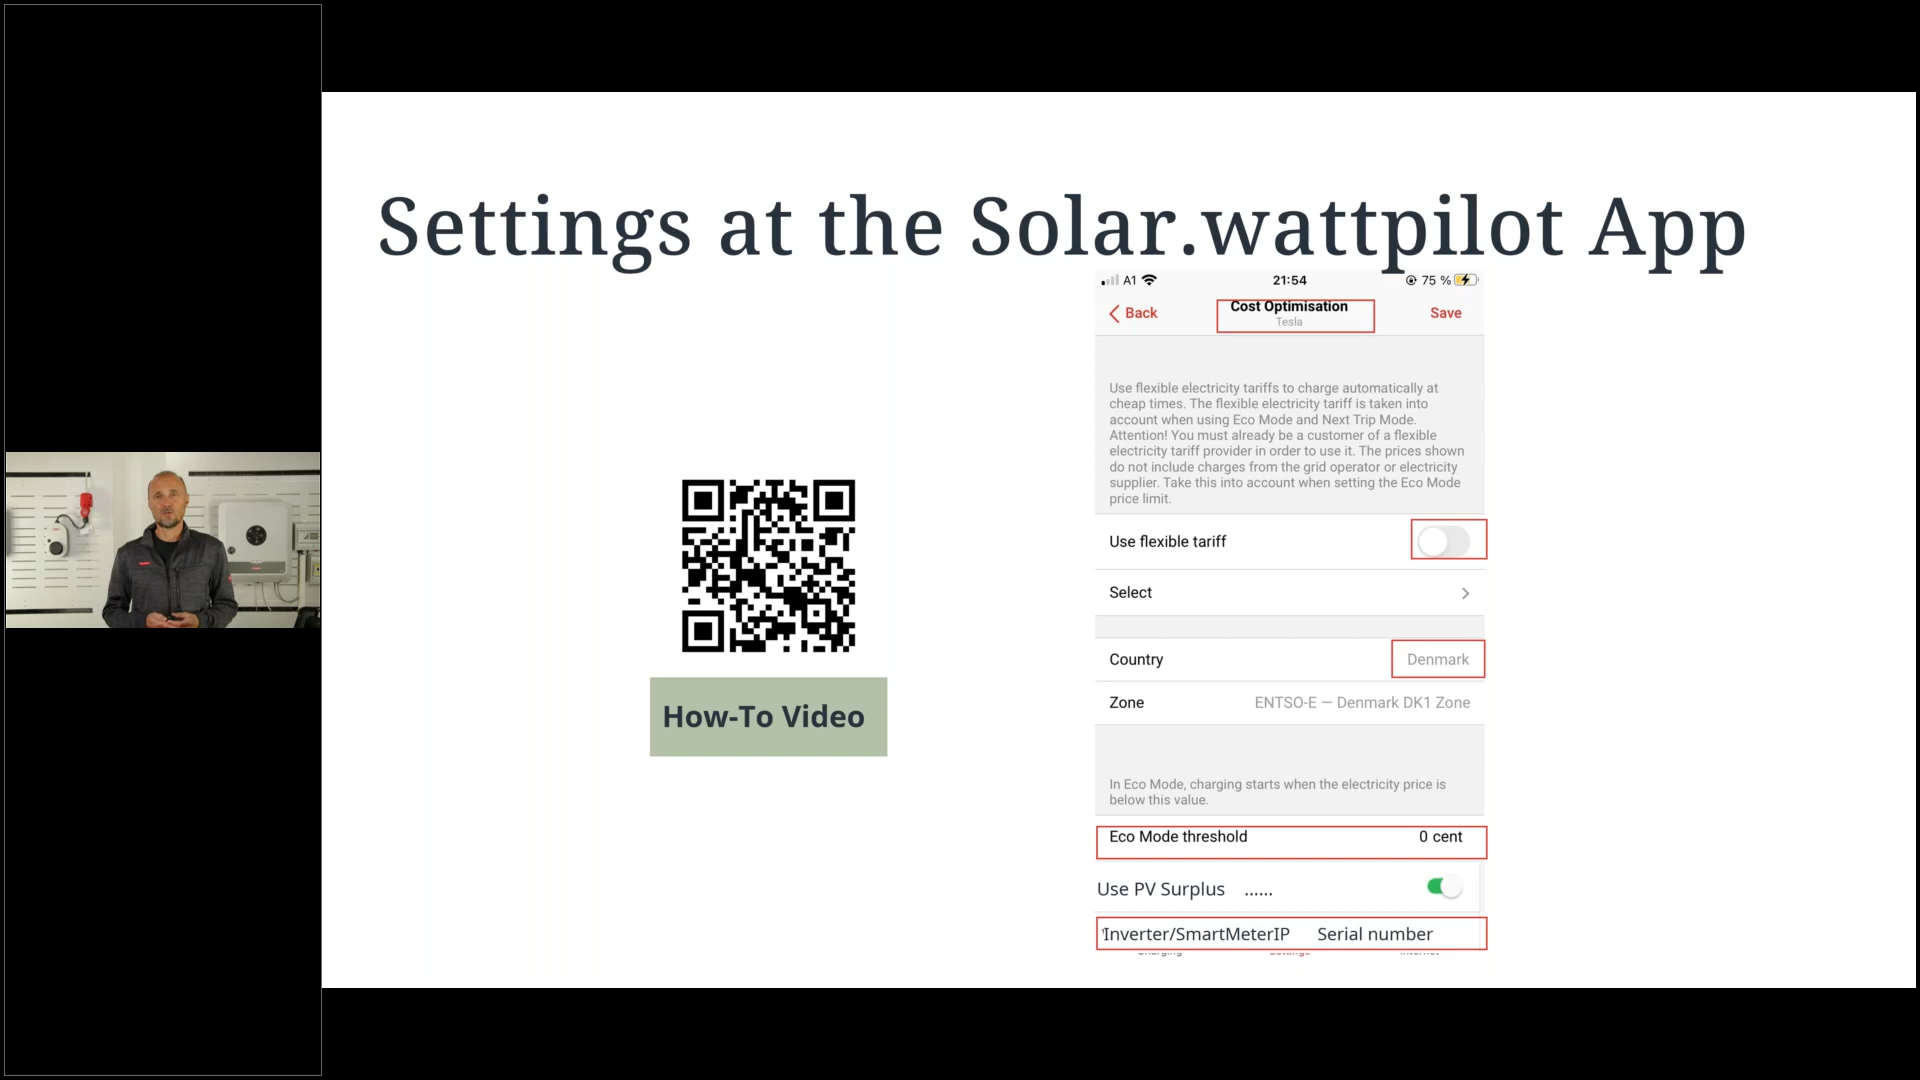 Settings at the Solar.wattpilot App
A1
21:54
75 %
Back
Cost Optimisation
Save
Tesla
Use flexible electricity tariffs to charge automatically at
cheap times. The flexible electricity tariff is taken into
account when using Eco Mode and Next Trip Mode.
Attention! You must already be a customer of a flexible
electricity tariff provider in order to use it. The prices shown
do not include charges from the grid operator or electricity
supplier. Take this into account when setting the Eco Mode
price limit.
Use flexible tariff
Select
Country Denmark
Zone ENTSO-E — Denmark DK1 Zone
In Eco Mode, charging starts when the electricity price is
below this value.
Eco Mode threshold 0 cent
Use PV Surplus ......
Inverter/SmartMeterIP Serial number
Charging Settings Internet
How-To Video